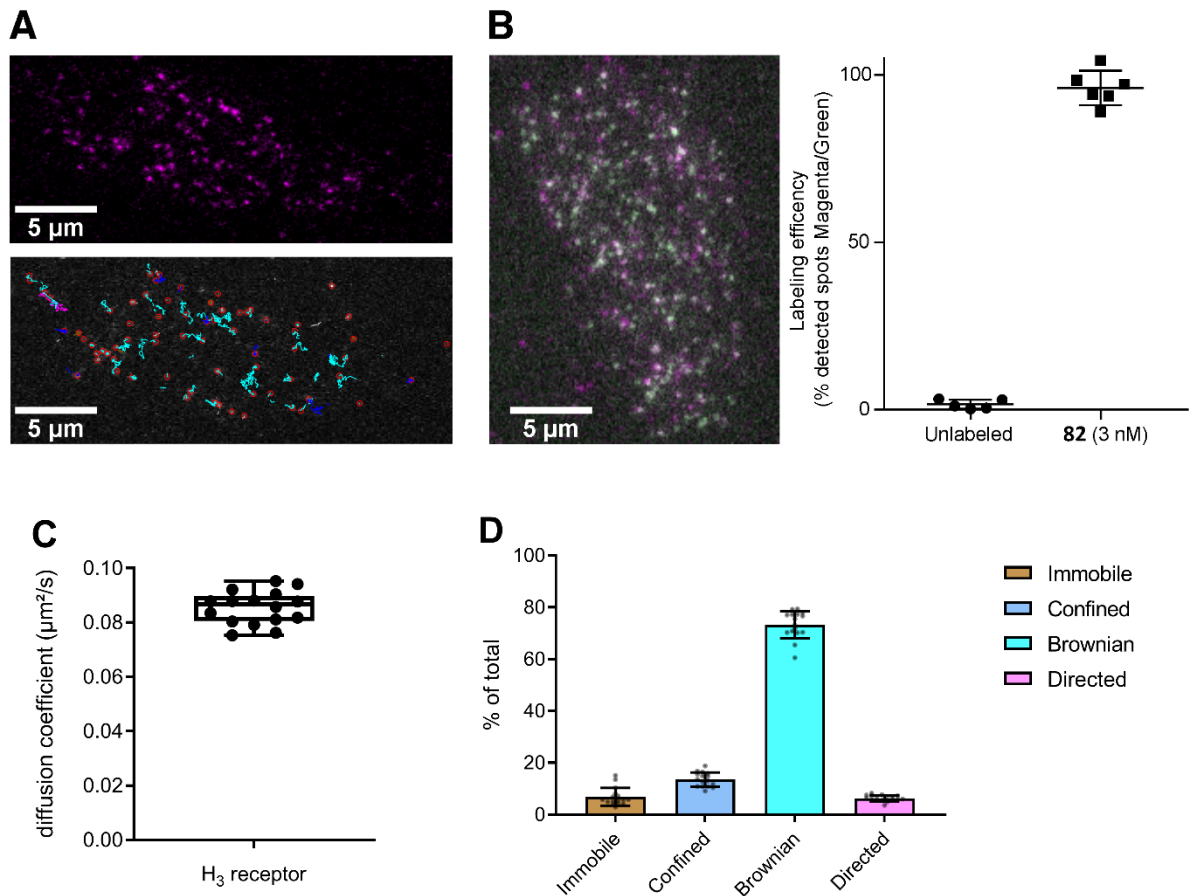 A
5 µm
5 µm
B
5 µm
Labeling efficency
(% detected spots Magenta/Green)
100
50
0
Unlabeled
82 (3 nM)
C
diffusion coefficient (µm²/s)
0.10
0.08
0.06
0.04
0.02
0.00
H₃ receptor
D
% of total
100
80
60
40
20
0
Immobile
Confined
Brownian
Directed
Immobile
Confined
Brownian
Directed